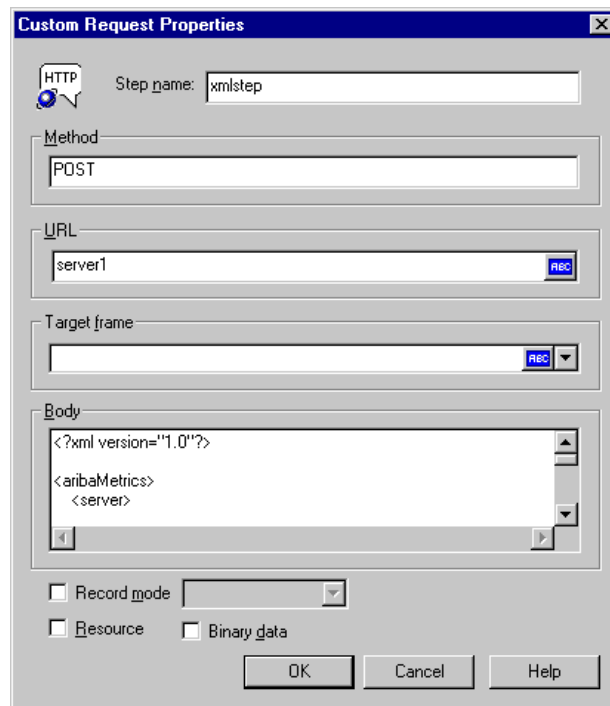 Custom Request Properties
HTTP
Step name: xmlstep
Method
POST
URL
server1 ABC
Target frame
ABC
Body
<?xml version="1.0"?>
<aribaMetrics>
<server>
Record mode
Resource Binary data
OK Cancel Help